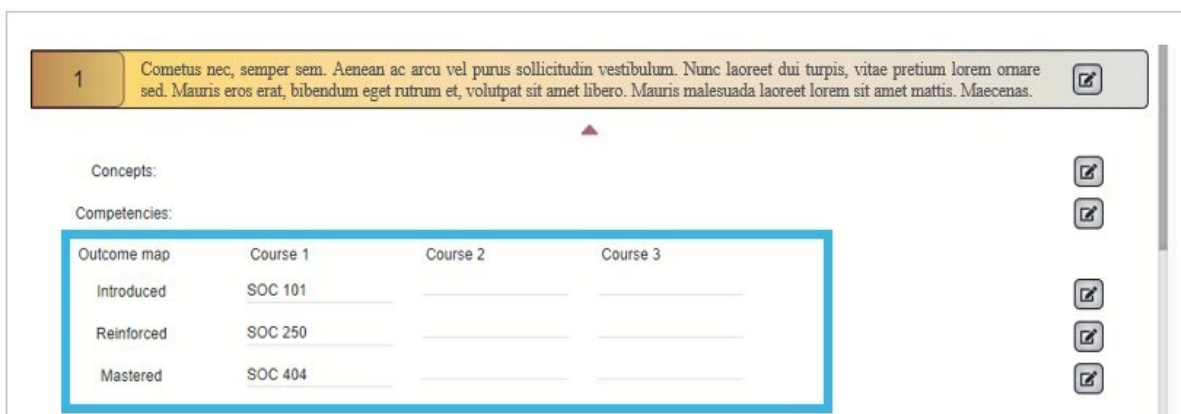 1
Cometus nec, semper sem. Aenean ac arcu vel purus sollicitudin vestibulum. Nunc laoreet dui turpis, vitae pretium lorem ornare
sed. Mauris eros erat, bibendum eget rutrum et, volutpat sit amet libero. Mauris malesuada laoreet lorem sit amet mattis. Maecenas.
Concepts:
Competencies:
Outcome map Course 1 Course 2 Course 3
Introduced SOC 101
Reinforced SOC 250
Mastered SOC 404